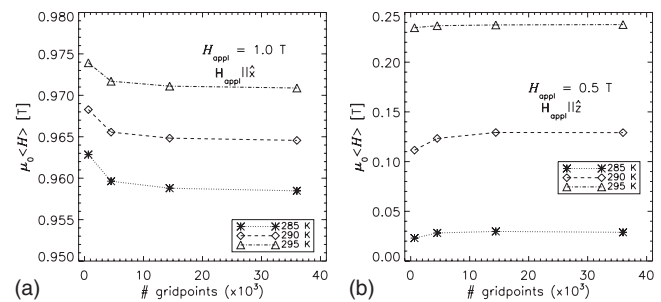 0.980
0.975
0.970
0.965
0.960
0.955
0.950
μ₀<H> [T]
H_appl = 1.0 T
H_appl||x̂
285 K
290 K
295 K
0 10 20 30 40
# gridpoints (x10³)
(a)
0.25
0.20
0.15
0.10
0.05
0.00
μ₀<H> [T]
H_appl = 0.5 T
H_appl||ẑ
285 K
290 K
295 K
0 10 20 30 40
# gridpoints (x10³)
(b)